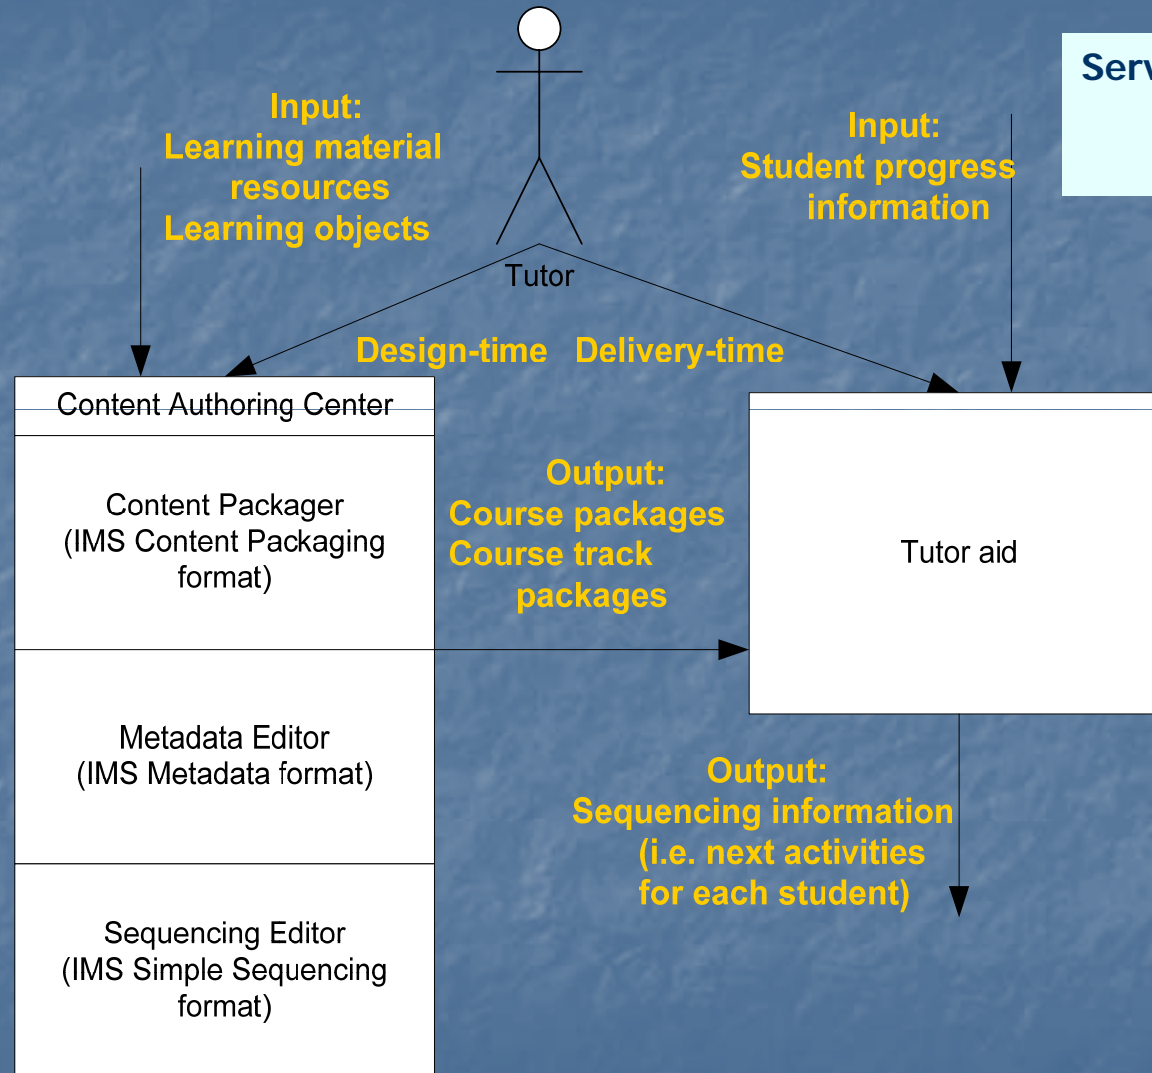 Input:
Learning material
resources
Learning objects
Input:
Student progress
information
Tutor
Design-time Delivery-time
Content Authoring Center
Content Packager
(IMS Content Packaging
format)
Metadata Editor
(IMS Metadata format)
Sequencing Editor
(IMS Simple Sequencing
format)
Output:
Course packages
Course track
packages
Tutor aid
Output:
Sequencing information
(i.e. next activities
for each student)